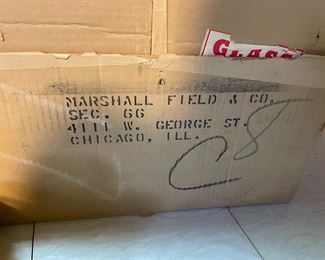 GLASS
MARSHALL FIELD & CO.
SEC. 66
4111 W. GEORGE ST.
CHICAGO, ILL.
C8